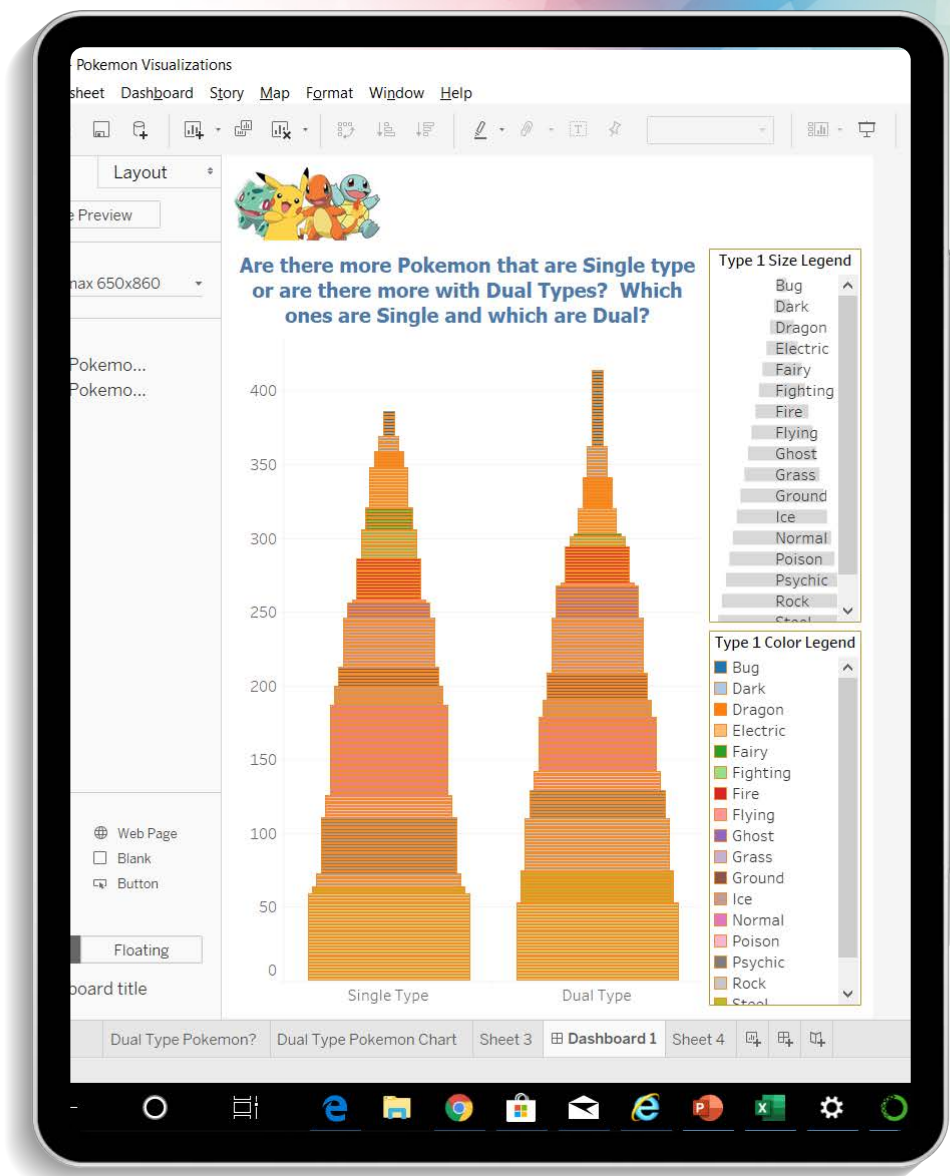 Pokemon Visualizations
sheet Dashboard Story Map Format Window Help
Layout
e Preview
max 650x860
Pokemo...
Pokemo...
Web Page
Blank
Button
Floating
board title
Are there more Pokemon that are Single type
or are there more with Dual Types? Which
ones are Single and which are Dual?
400
350
300
250
200
150
100
50
0
Single Type
Dual Type
Type 1 Size Legend
Bug
Dark
Dragon
Electric
Fairy
Fighting
Fire
Flying
Ghost
Grass
Ground
Ice
Normal
Poison
Psychic
Rock
Steel
Type 1 Color Legend
Bug
Dark
Dragon
Electric
Fairy
Fighting
Fire
Flying
Ghost
Grass
Ground
Ice
Normal
Poison
Psychic
Rock
Steel
Dual Type Pokemon? Dual Type Pokemon Chart Sheet 3 Dashboard 1 Sheet 4